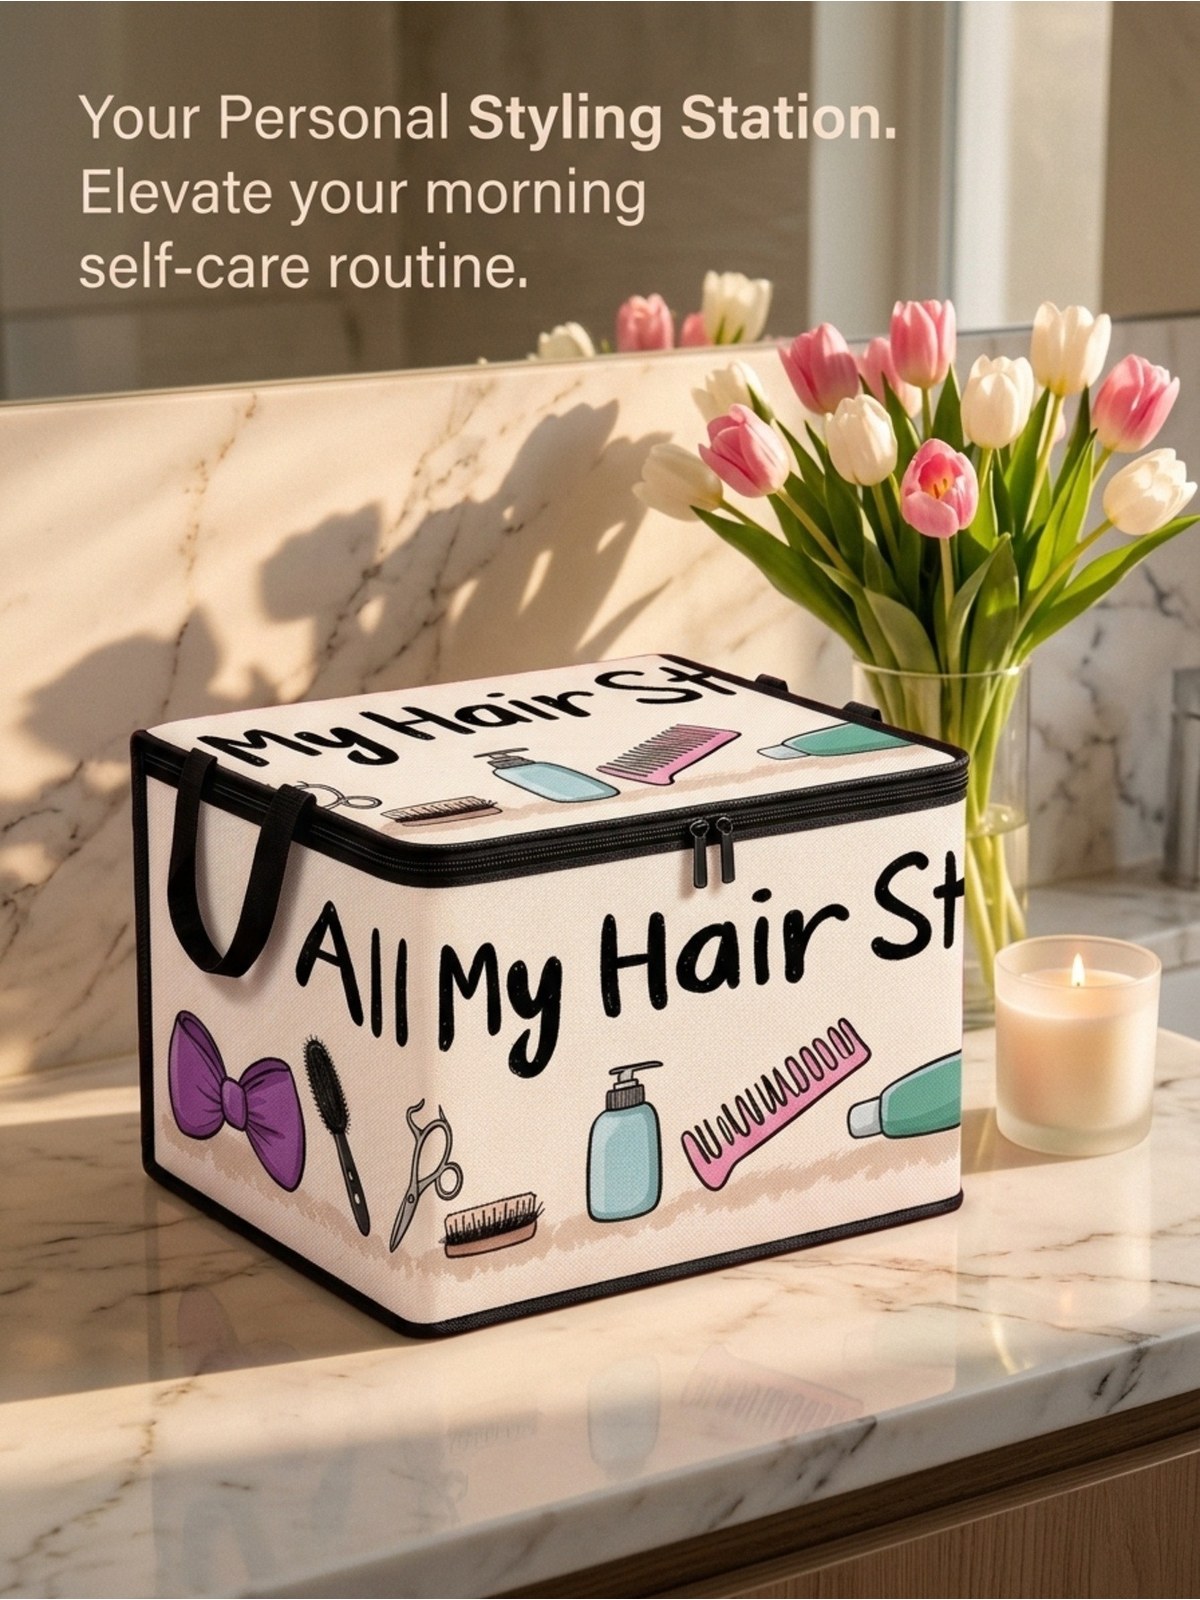 Your Personal Styling Station.
Elevate your morning
self-care routine.
My Hair St
All My Hair St